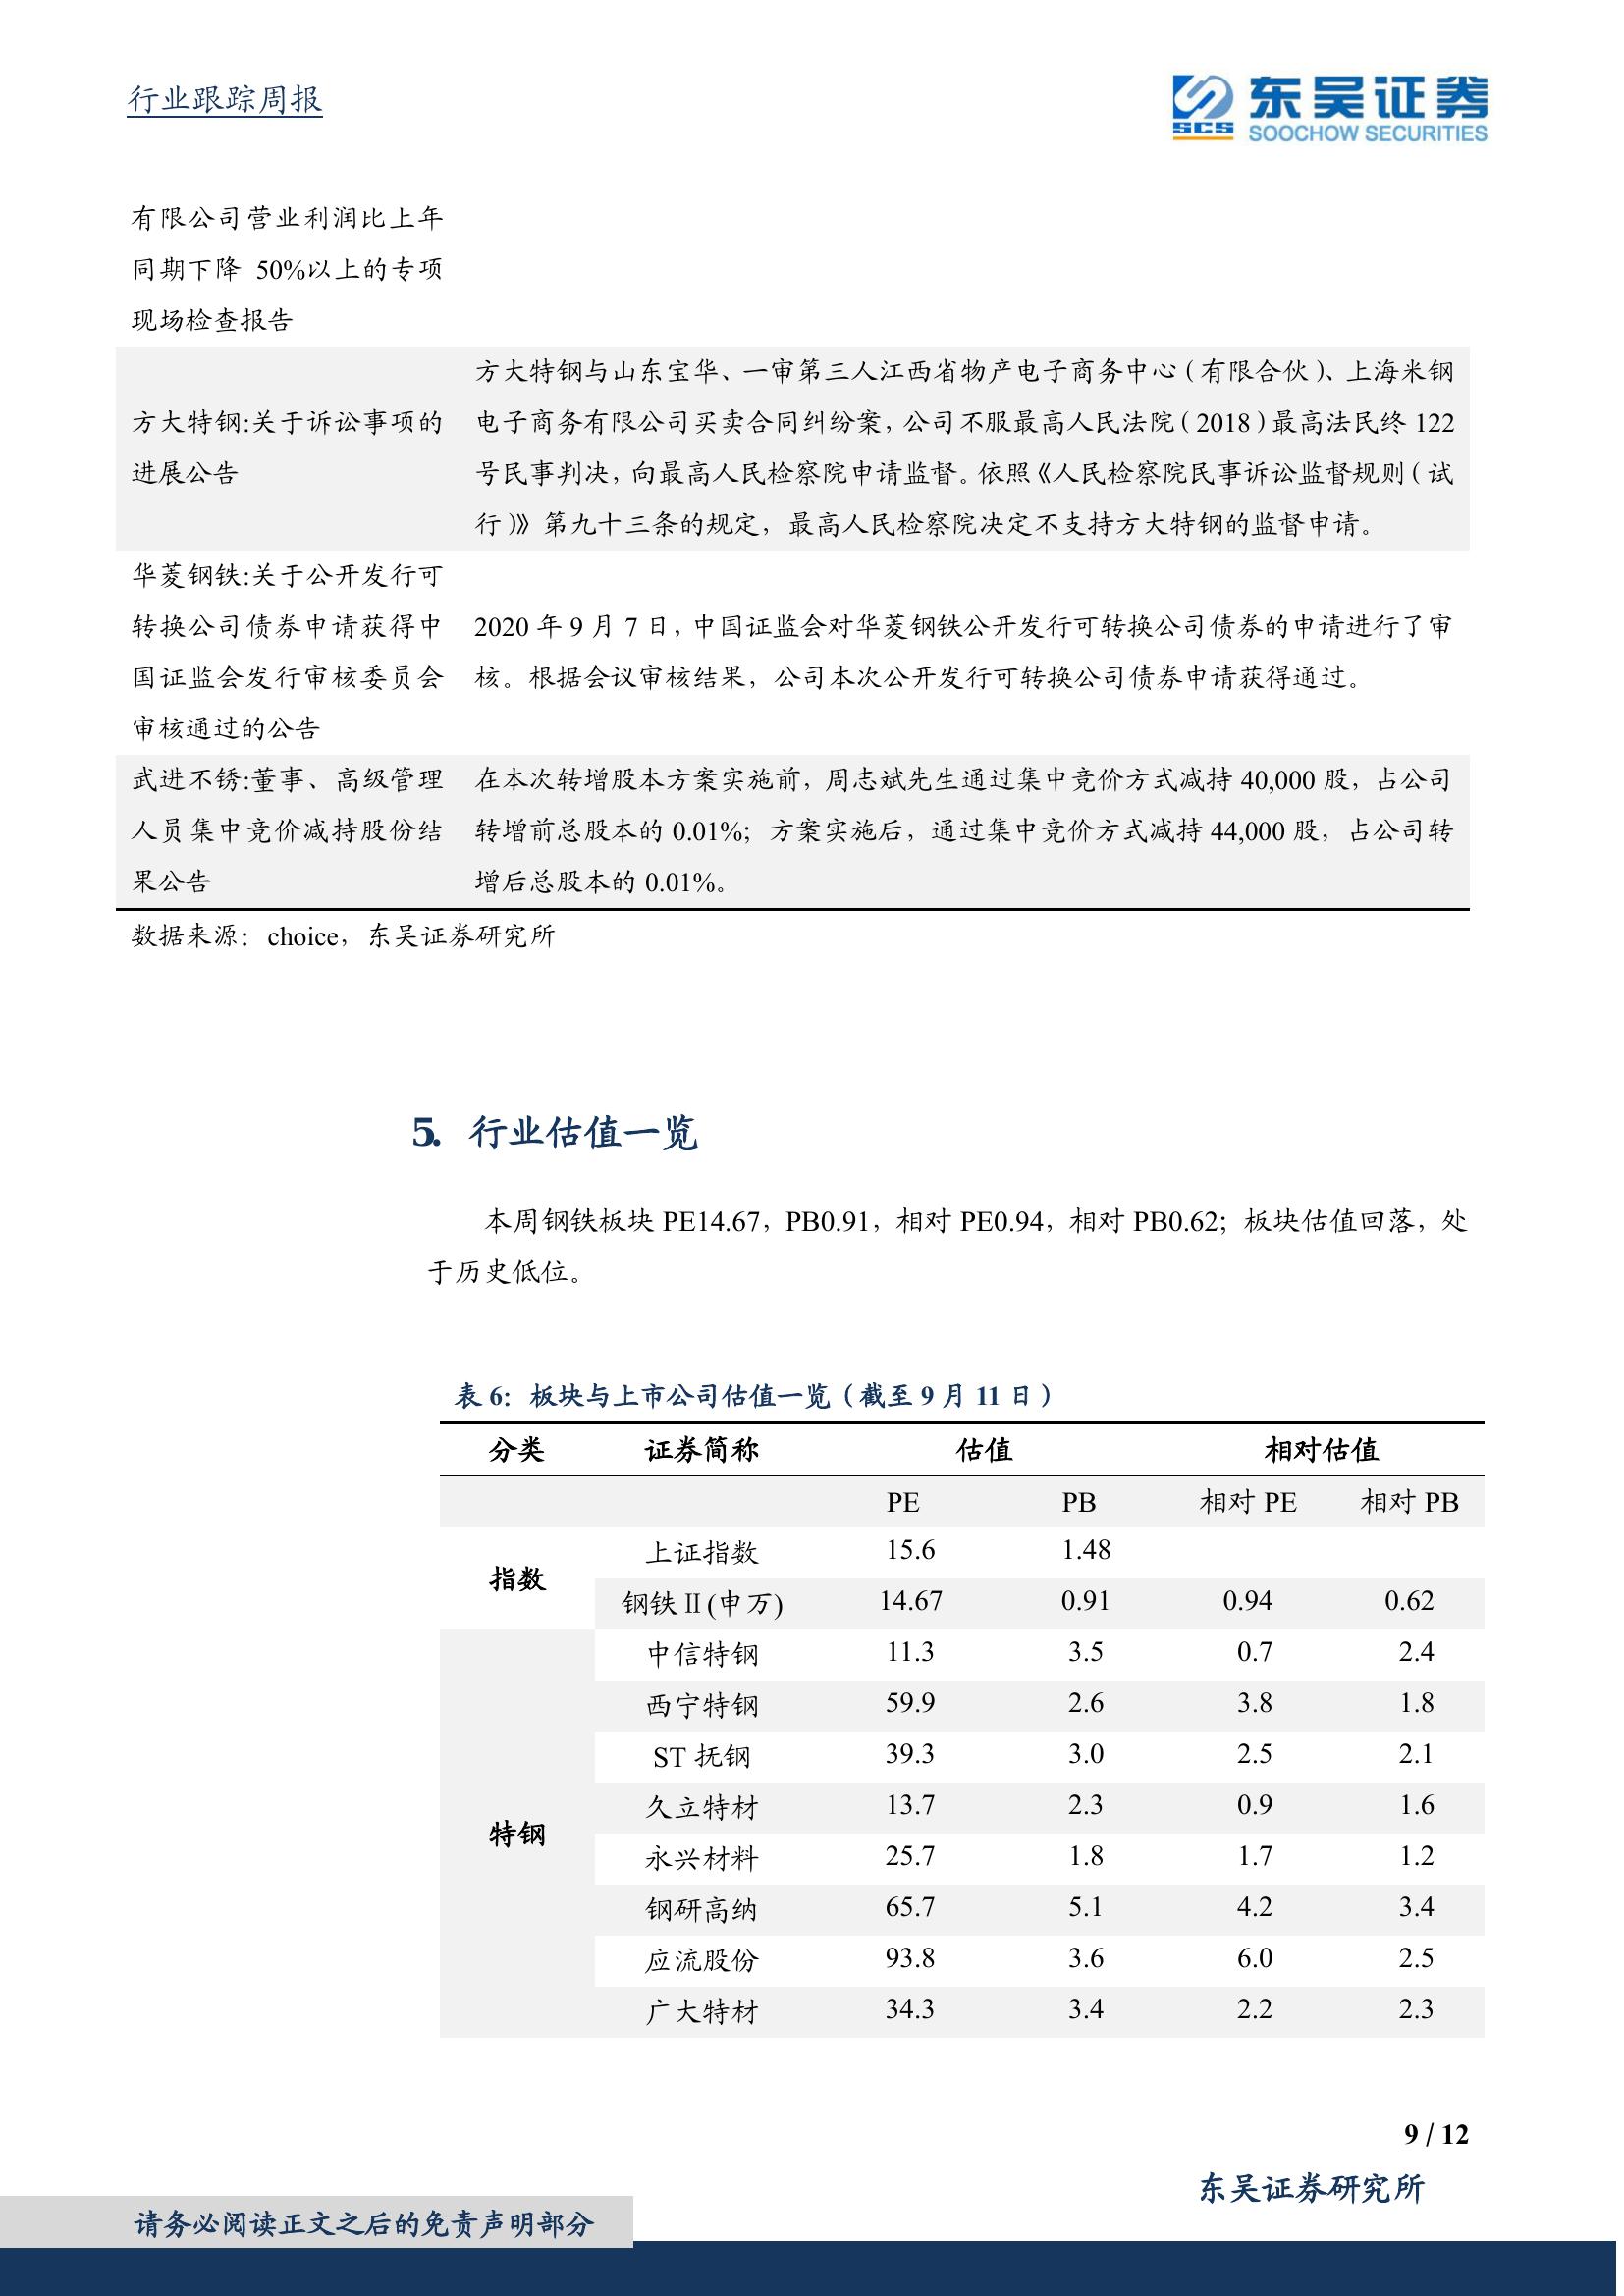 行业跟踪周报
东吴证券
SCS
SOOCHOW SECURITIES
有限公司营业利润比上年
同期下降 50%以上的专项
现场检查报告
方大特钢:关于诉讼事项的
进展公告
方大特钢与山东宝华、一审第三人江西省物产电子商务中心（有限合伙）、上海米钢
电子商务有限公司买卖合同纠纷案，公司不服最高人民法院（2018）最高法民终 122
号民事判决，向最高人民检察院申请监督。依照《人民检察院民事诉讼监督规则（试
行）》第九十三条的规定，最高人民检察院决定不支持方大特钢的监督申请。
华菱钢铁:关于公开发行可
转换公司债券申请获得中
国证监会发行审核委员会
审核通过的公告
2020 年 9 月 7 日，中国证监会对华菱钢铁公开发行可转换公司债券的申请进行了审
核。根据会议审核结果，公司本次公开发行可转换公司债券申请获得通过。
武进不锈:董事、高级管理
人员集中竞价减持股份结
果公告
在本次转增股本方案实施前，周志斌先生通过集中竞价方式减持 40,000 股，占公司
转增前总股本的 0.01%；方案实施后，通过集中竞价方式减持 44,000 股，占公司转
增后总股本的 0.01%。
数据来源：choice，东吴证券研究所
5. 行业估值一览
本周钢铁板块 PE14.67，PB0.91，相对 PE0.94，相对 PB0.62；板块估值回落，处
于历史低位。
表 6：板块与上市公司估值一览（截至 9 月 11 日）
分类 证券简称 估值 相对估值
PE PB 相对 PE 相对 PB
指数
上证指数 15.6 1.48
钢铁Ⅱ(申万) 14.67 0.91 0.94 0.62
特钢
中信特钢 11.3 3.5 0.7 2.4
西宁特钢 59.9 2.6 3.8 1.8
ST 抚钢 39.3 3.0 2.5 2.1
久立特材 13.7 2.3 0.9 1.6
永兴材料 25.7 1.8 1.7 1.2
钢研高纳 65.7 5.1 4.2 3.4
应流股份 93.8 3.6 6.0 2.5
广大特材 34.3 3.4 2.2 2.3
9 / 12
东吴证券研究所
请务必阅读正文之后的免责声明部分